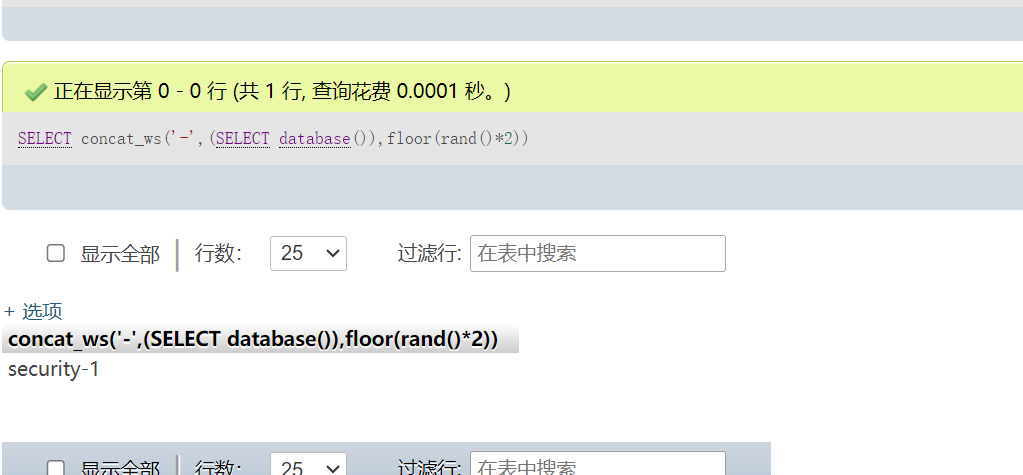 正在显示第 0 - 0 行 (共 1 行, 查询花费 0.0001 秒。)
SELECT concat_ws('-',(SELECT database()),floor(rand()*2))
显示全部 行数: 25 过滤行: 在表中搜索
+ 选项
concat_ws('-',(SELECT database()),floor(rand()*2))
security-1
显示全部 行数: 25 过滤行: 在表中搜索